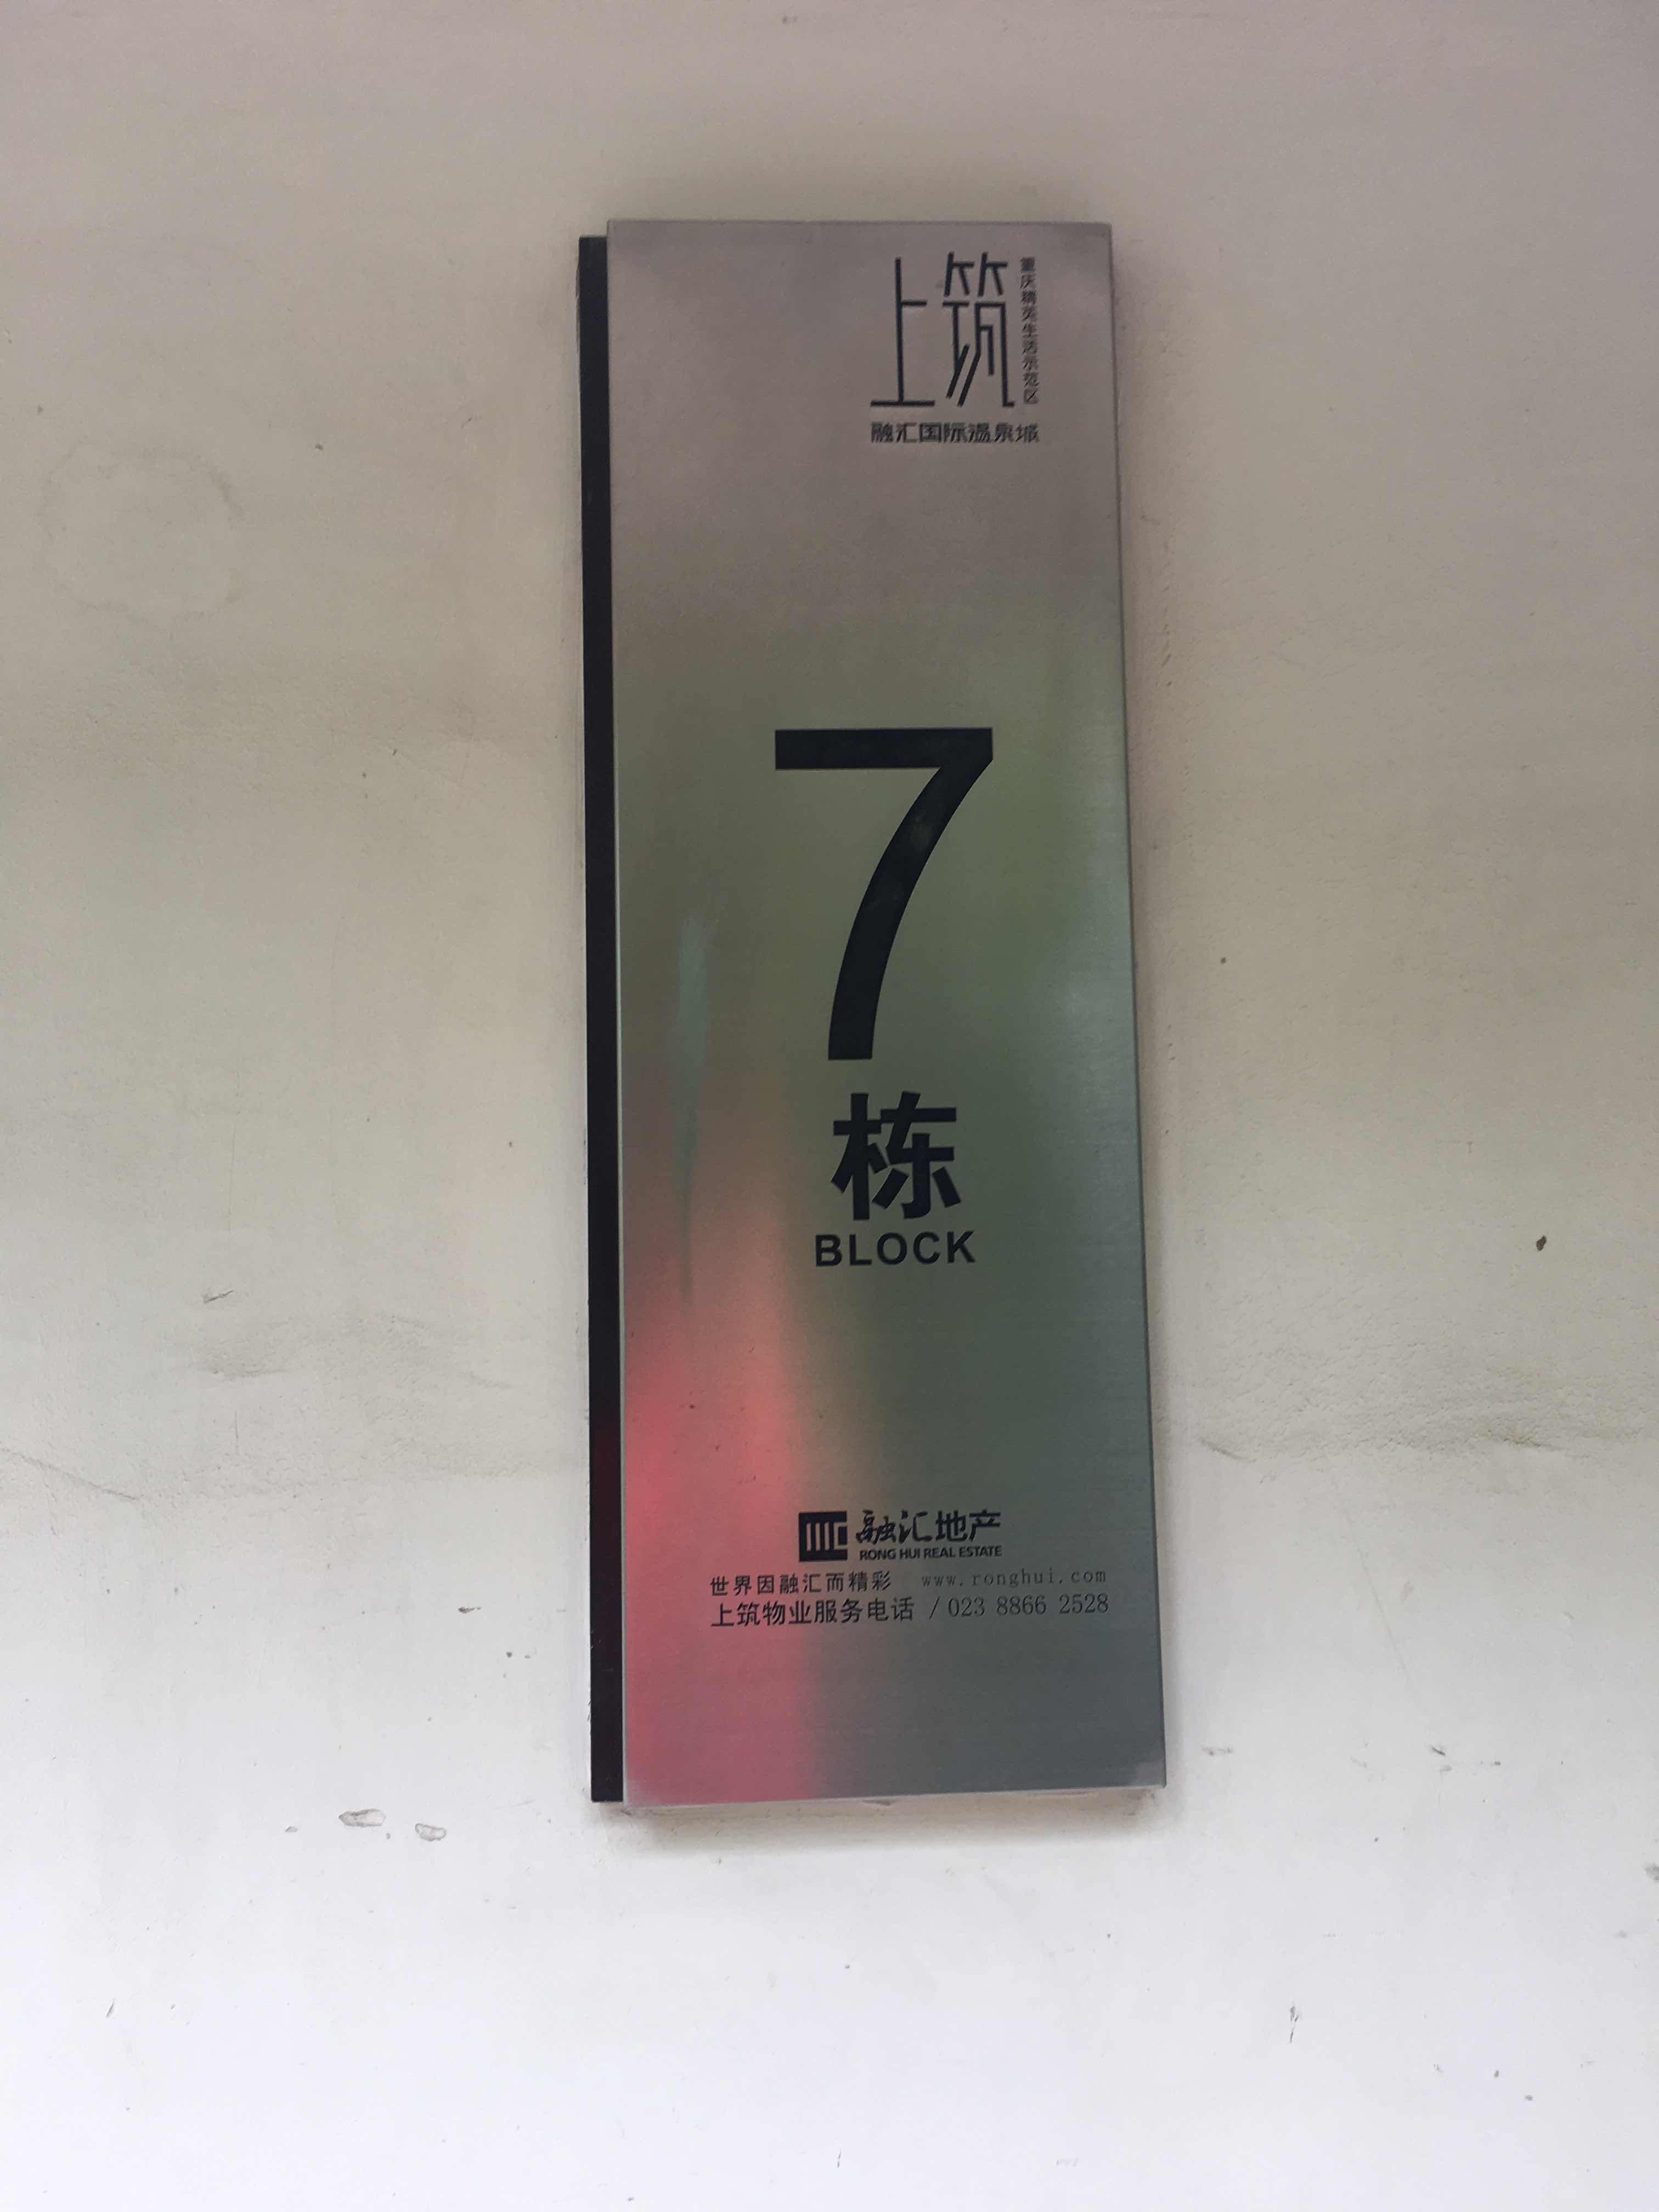 上筑
重庆精英生活示范区
融汇国际温泉城
7
栋
BLOCK
融汇地产
RONG HUI REAL ESTATE
世界因融汇而精彩 www.ronghui.com
上筑物业服务电话 / 023 8866 2528